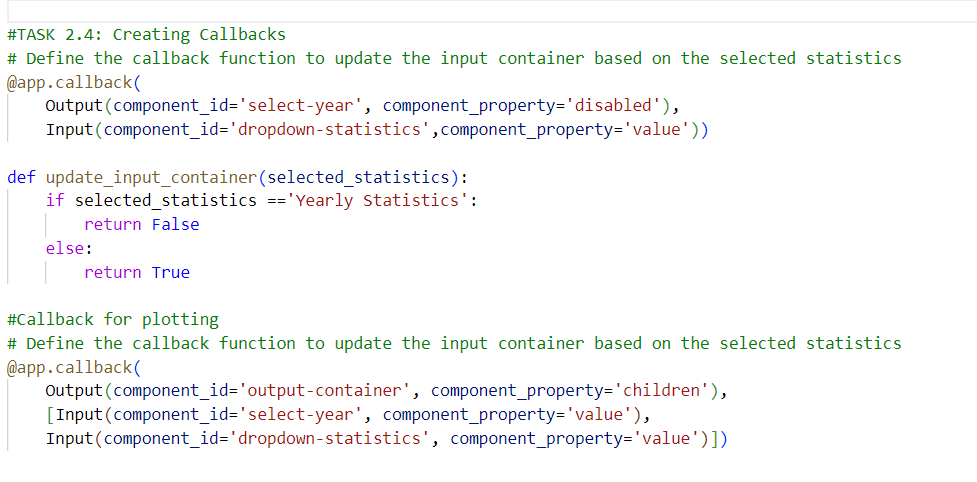 #TASK 2.4: Creating Callbacks
# Define the callback function to update the input container based on the selected statistics
@app.callback(
    Output(component_id='select-year', component_property='disabled'),
    Input(component_id='dropdown-statistics',component_property='value'))
def update_input_container(selected_statistics):
    if selected_statistics =='Yearly Statistics':
        return False
    else:
        return True
#Callback for plotting
# Define the callback function to update the input container based on the selected statistics
@app.callback(
    Output(component_id='output-container', component_property='children'),
    [Input(component_id='select-year', component_property='value'),
    Input(component_id='dropdown-statistics', component_property='value')])